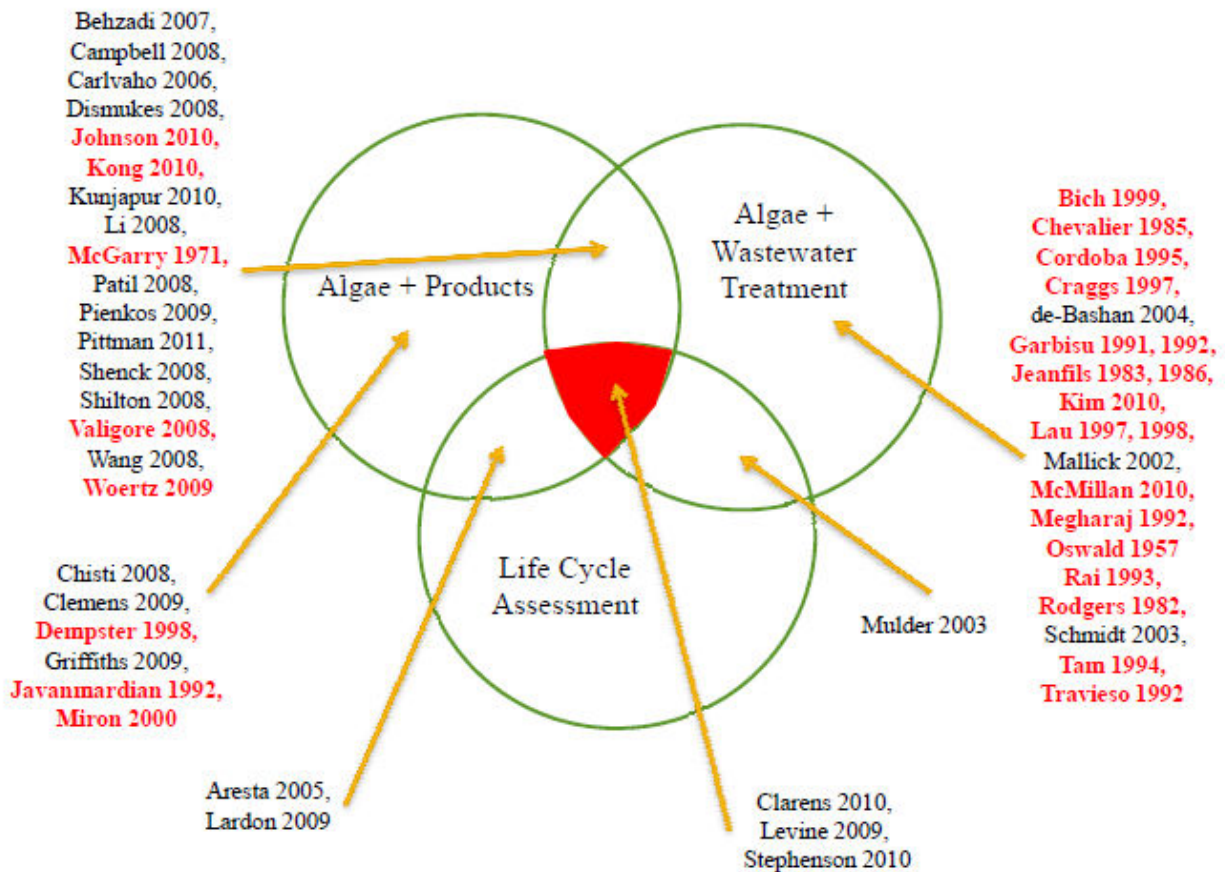 Behzadi 2007,
Campbell 2008,
Carlvaho 2006,
Dismukes 2008,
Johnson 2010,
Kong 2010,
Kunjapur 2010,
Li 2008,
McGarry 1971,
Patil 2008,
Pienkos 2009,
Pittman 2011,
Shenck 2008,
Shilton 2008,
Valigore 2008,
Wang 2008,
Woertz 2009
Algae + Products
Algae +
Wastewater
Treatment
Life Cycle
Assessment
Bich 1999,
Chevalier 1985,
Cordoba 1995,
Craggs 1997,
de-Bashan 2004,
Garbisu 1991, 1992,
Jeanfils 1983, 1986,
Kim 2010,
Lau 1997, 1998,
Mallick 2002,
McMillan 2010,
Megharaj 1992,
Oswald 1957
Rai 1993,
Rodgers 1982,
Schmidt 2003,
Tam 1994,
Travieso 1992
Chisti 2008,
Clemens 2009,
Dempster 1998,
Griffiths 2009,
Javanmardian 1992,
Miron 2000
Mulder 2003
Aresta 2005,
Lardon 2009
Clarens 2010,
Levine 2009,
Stephenson 2010